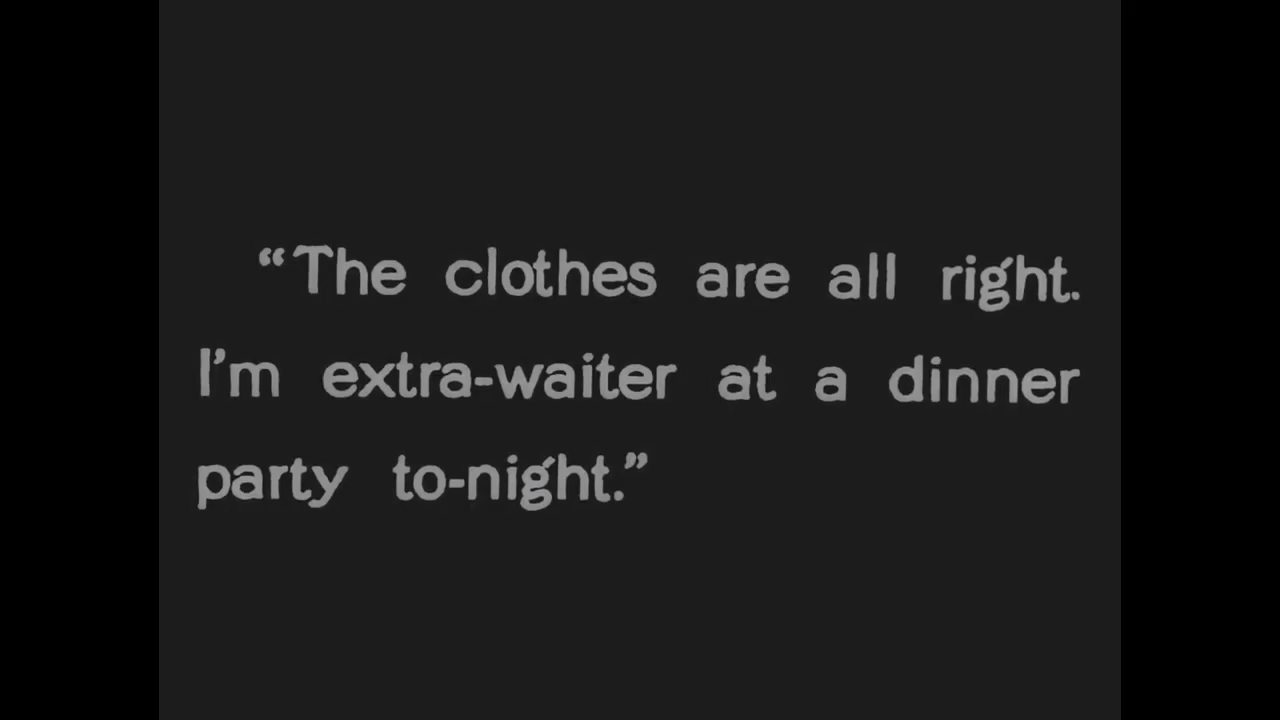 “The clothes are all right.
I’m extra-waiter at a dinner
party to-night.”